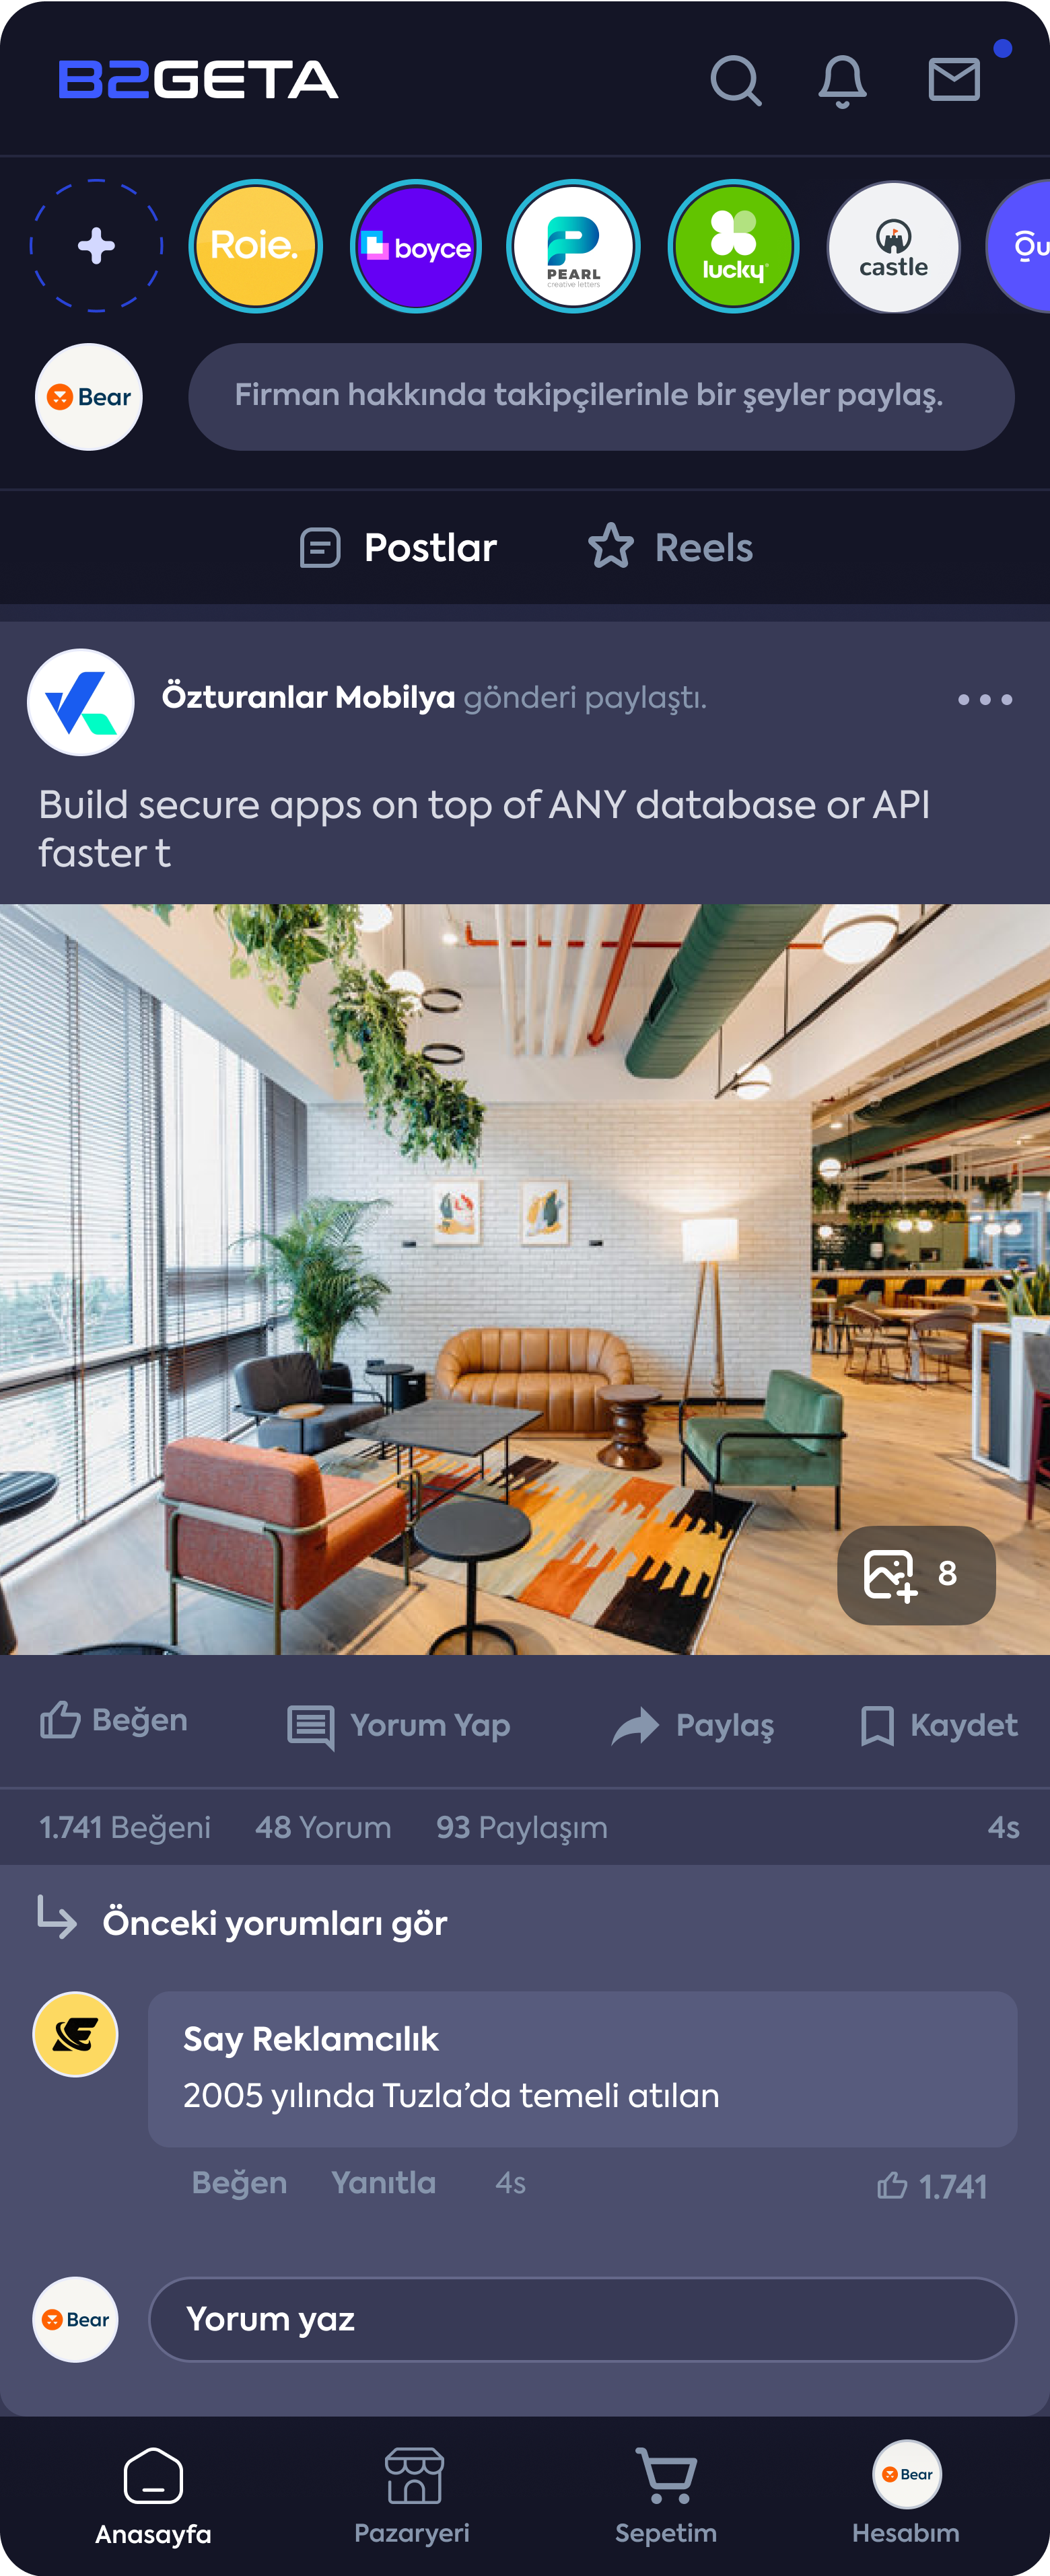 B2GETA
Roie.
boyce
PEARL
creative letters
lucky
castle
Qu
Bear
Firman hakkında takipçilerinle bir şeyler paylaş.
Postlar
Reels
Özturanlar Mobilya gönderi paylaştı.
Build secure apps on top of ANY database or API
faster t
8
Beğen
Yorum Yap
Paylaş
Kaydet
1.741 Beğeni 48 Yorum 93 Paylaşım 4s
Önceki yorumları gör
Say Reklamcılık
2005 yılında Tuzla’da temeli atılan
Beğen Yanıtla 4s 1.741
Bear
Yorum yaz
Bear
Anasayfa
Pazaryeri
Sepetim
Hesabım